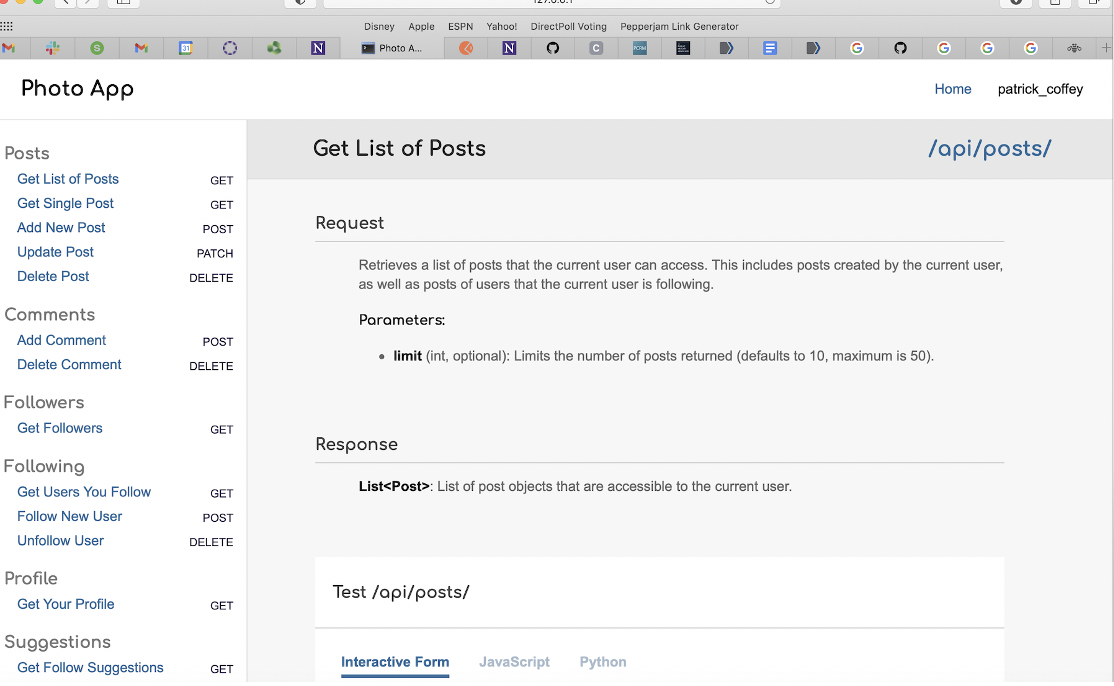 Disney Apple ESPN Yahoo! DirectPoll Voting Pepperjam Link Generator
Photo A...
Photo App
Home patrick_coffey
Posts
Get List of Posts GET
Get Single Post GET
Add New Post POST
Update Post PATCH
Delete Post DELETE
Comments
Add Comment POST
Delete Comment DELETE
Followers
Get Followers GET
Following
Get Users You Follow GET
Follow New User POST
Unfollow User DELETE
Profile
Get Your Profile GET
Suggestions
Get Follow Suggestions GET
Get List of Posts /api/posts/
Request
Retrieves a list of posts that the current user can access. This includes posts created by the current user,
as well as posts of users that the current user is following.
Parameters:
• limit (int, optional): Limits the number of posts returned (defaults to 10, maximum is 50).
Response
List<Post>: List of post objects that are accessible to the current user.
Test /api/posts/
Interactive Form JavaScript Python